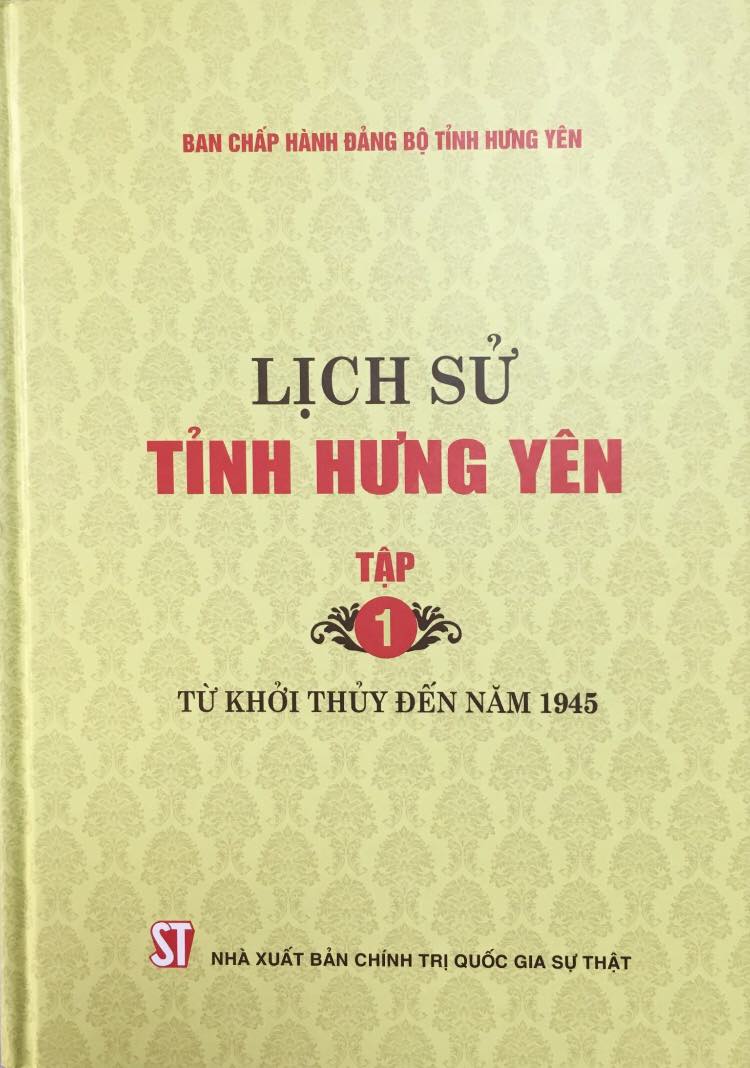 BAN CHẤP HÀNH ĐẢNG BỘ TỈNH HƯNG YÊN
LỊCH SỬ
TỈNH HƯNG YÊN
TẬP
1
TỪ KHỞI THỦY ĐẾN NĂM 1945
ST NHÀ XUẤT BẢN CHÍNH TRỊ QUỐC GIA SỰ THẬT